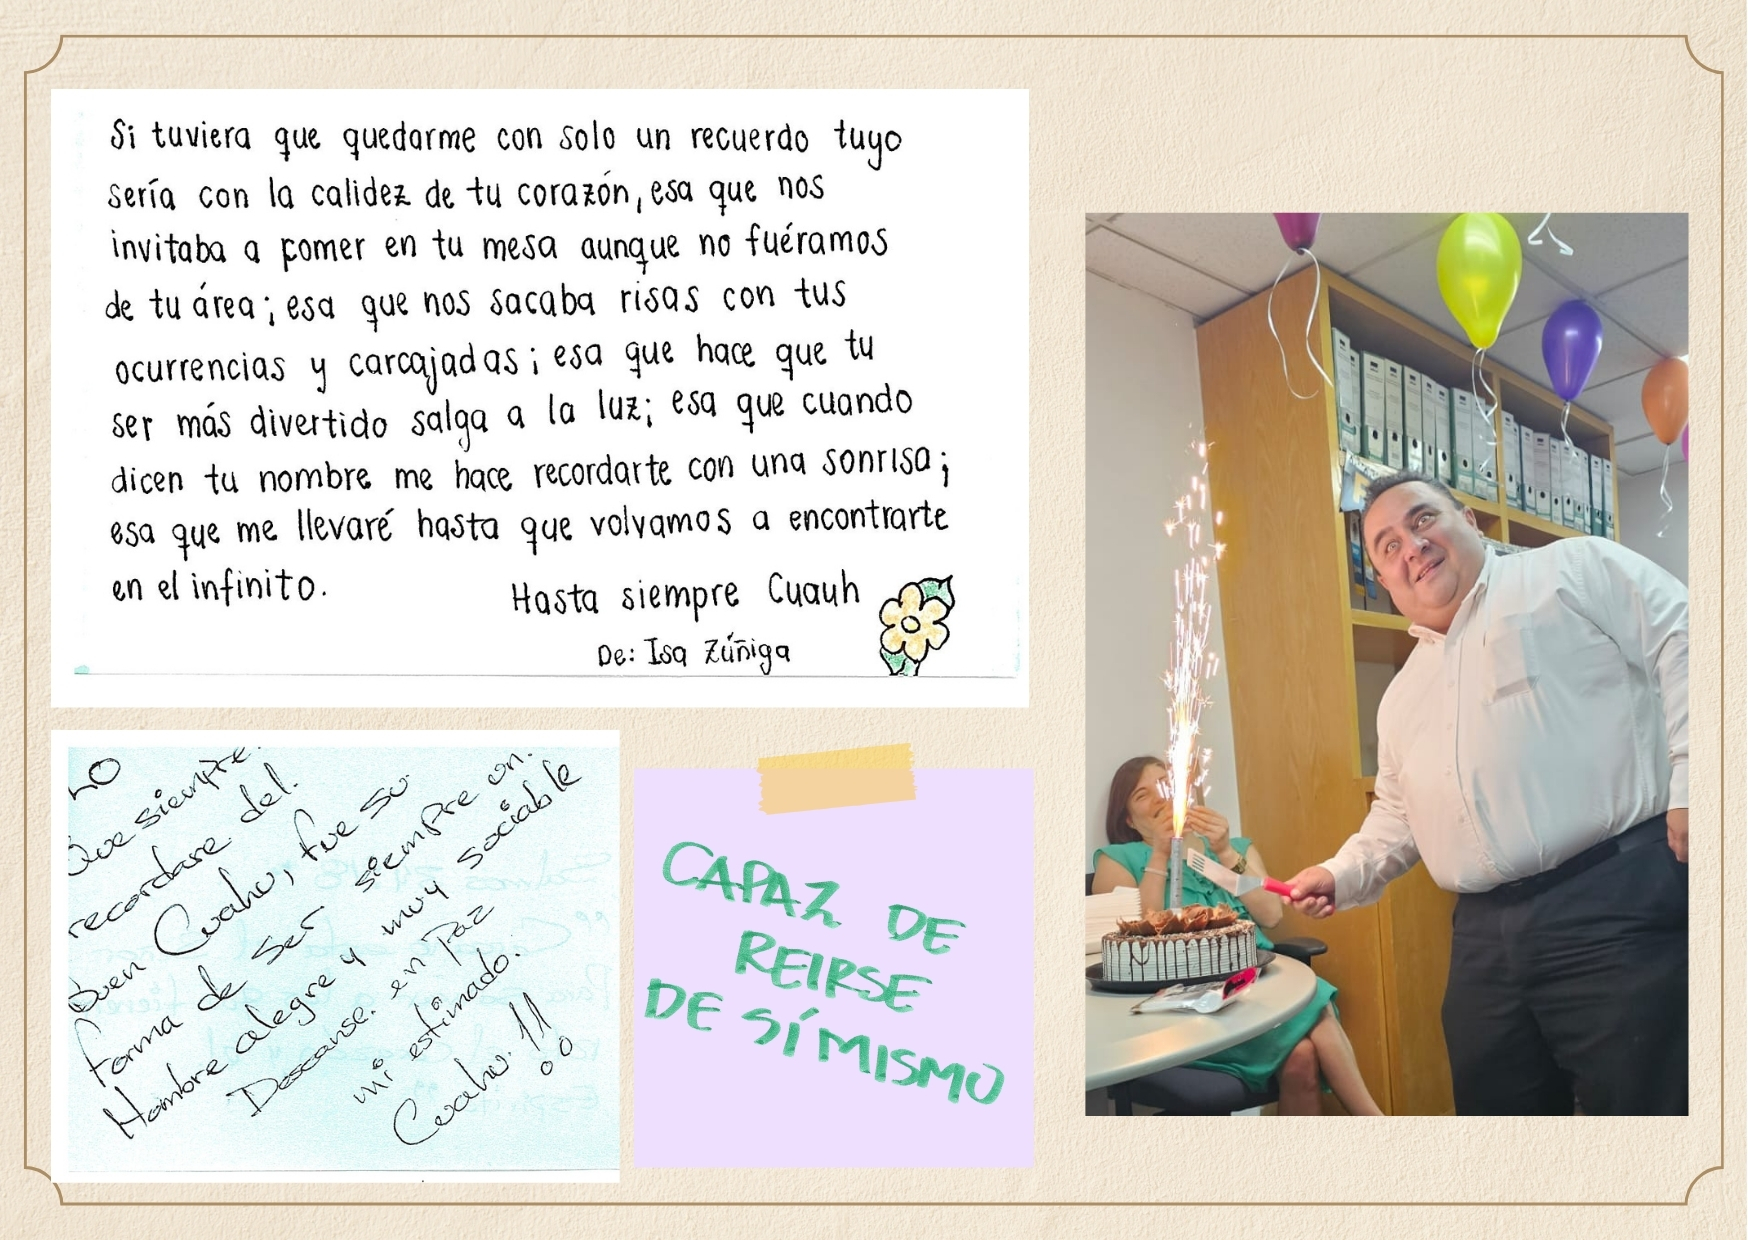 Si tuviera que quedarme con solo un recuerdo tuyo
sería con la calidez de tu corazón, esa que nos
invitaba a comer en tu mesa aunque no fuéramos
de tu área; esa que nos sacaba risas con tus
ocurrencias y carcajadas; esa que hace que tu
ser más divertido salga a la luz; esa que cuando
dicen tu nombre me hace recordarte con una sonrisa;
esa que me llevaré hasta que volvamos a encontrarte
en el infinito.
Hasta siempre Cuauh
De: Isa Zúñiga
LO
Que siempre.
recordare del.
Buen Cuahu, fue su
forma de ser siempre un.
Hombre alegre y muy sociable
Descanse. en Paz
mi estimado.
Cuahu. !!
CAPAZ DE
REIRSE
DE SÍ MISMO